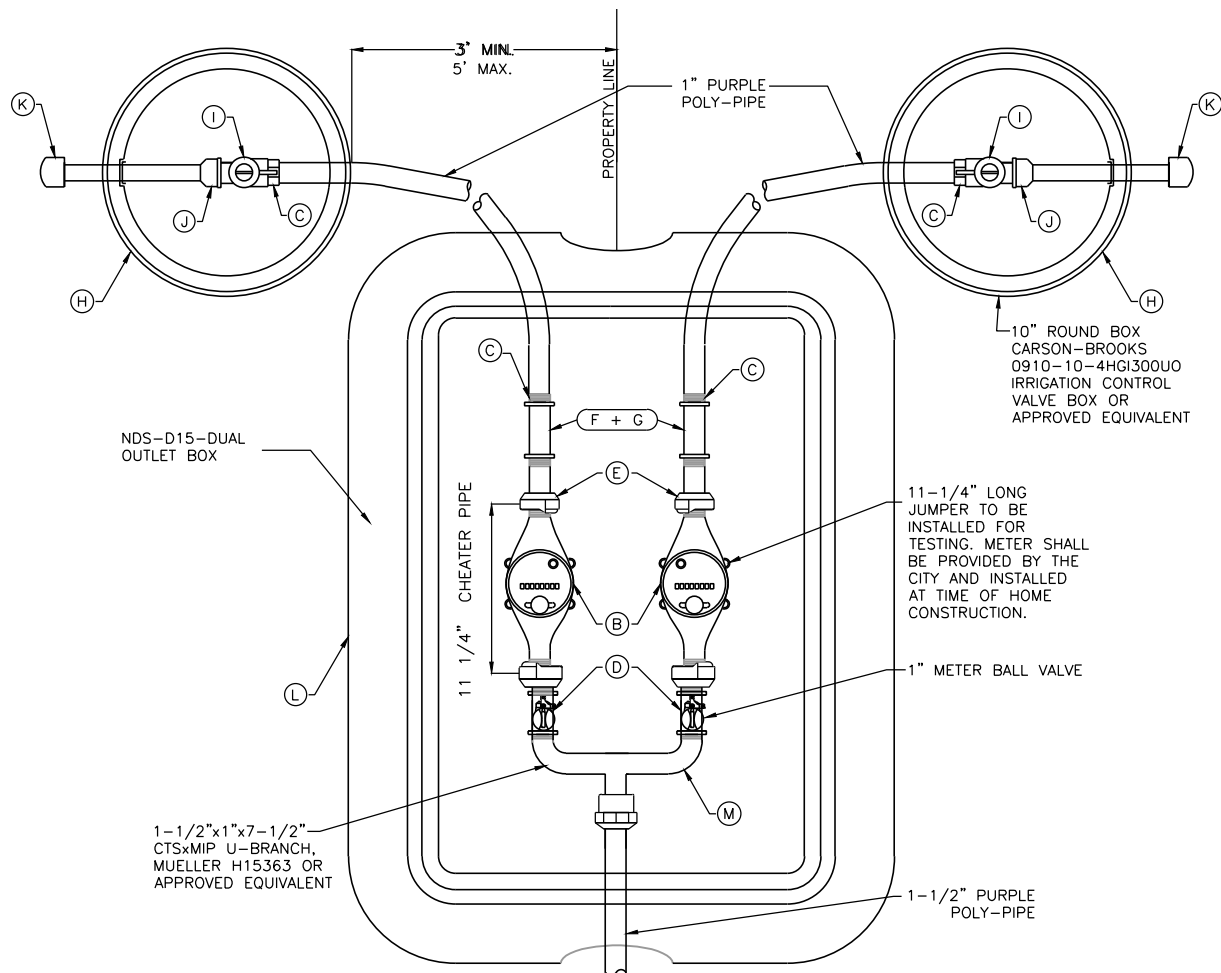 3' MIN.
5' MAX.
PROPERTY LINE
1" PURPLE
POLY-PIPE
K
I
J
C
H
I
K
C
J
H
10" ROUND BOX
CARSON-BROOKS
0910-10-4HGI300UO
IRRIGATION CONTROL
VALVE BOX OR
APPROVED EQUIVALENT
C
C
F + G
NDS-D15-DUAL
OUTLET BOX
E
11 1/4" CHEATER PIPE
11-1/4" LONG
JUMPER TO BE
INSTALLED FOR
TESTING. METER SHALL
BE PROVIDED BY THE
CITY AND INSTALLED
AT TIME OF HOME
CONSTRUCTION.
B
D
1" METER BALL VALVE
L
M
1-1/2"x1"x7-1/2"
CTSxMIP U-BRANCH,
MUELLER H15363 OR
APPROVED EQUIVALENT
1-1/2" PURPLE
POLY-PIPE